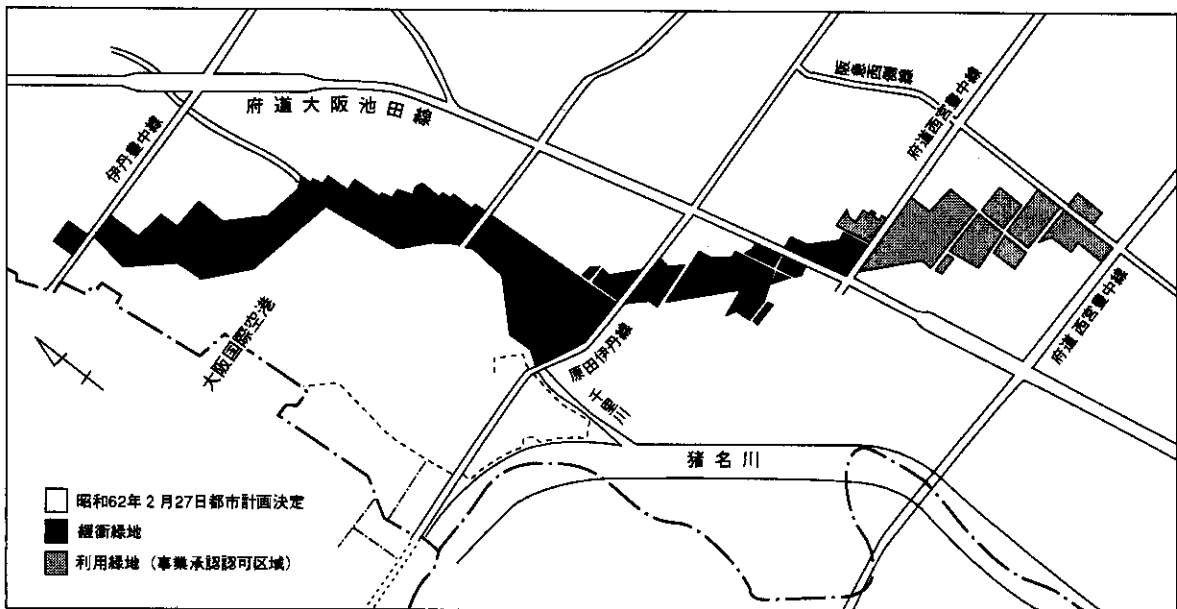 府道大阪池田線
伊丹豊中線
阪急西側線
府道西宮豊中線
府道西宮豊中線
大阪国際空港
原田伊丹線
千里川
猪名川
昭和62年2月27日都市計画決定
緩衝緑地
利用緑地(事業承認認可区域)